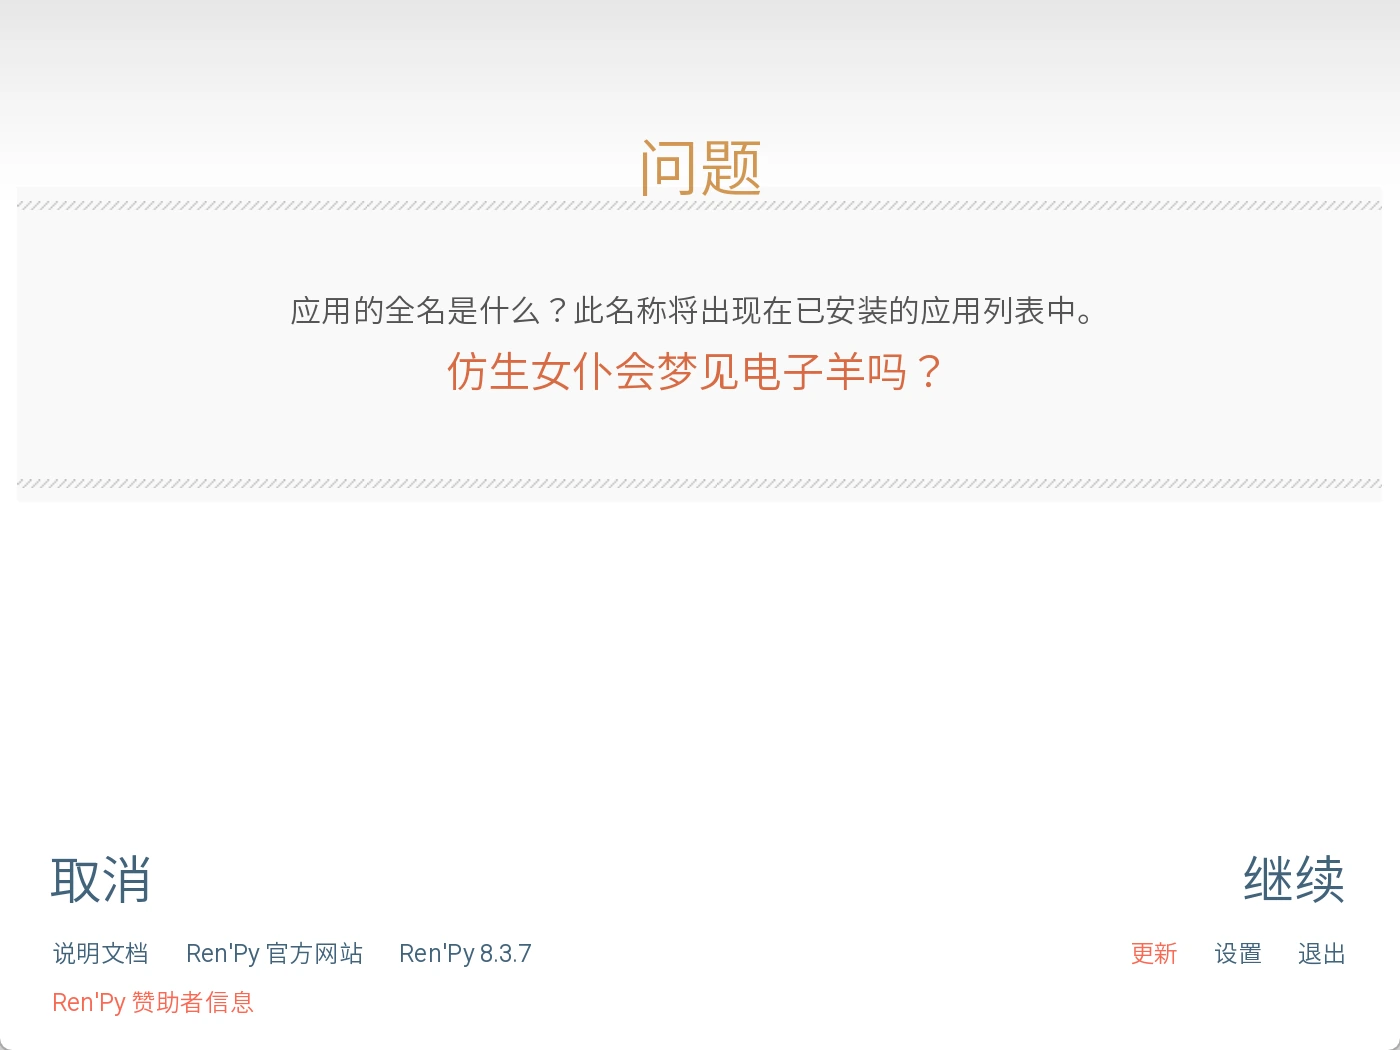 问题
应用的全名是什么？此名称将出现在已安装的应用列表中。
仿生女仆会梦见电子羊吗？
取消
继续
说明文档 Ren'Py 官方网站 Ren'Py 8.3.7
更新 设置 退出
Ren'Py 赞助者信息